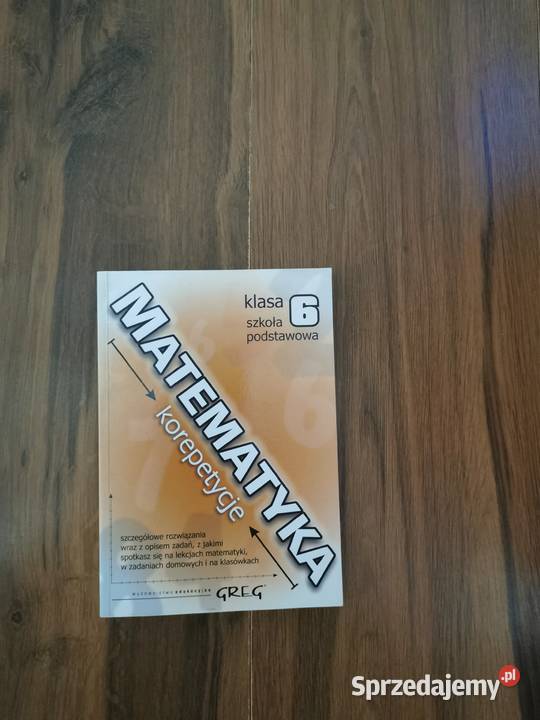 klasa 6
szkoła
podstawowa
MATEMATYKA
korepetycje
szczegółowe rozwiązania
wraz z opisem zadań, z jakimi
spotkasz się na lekcjach matematyki,
w zadaniach domowych i na klasówkach
GREG
Sprzedajemy.pl